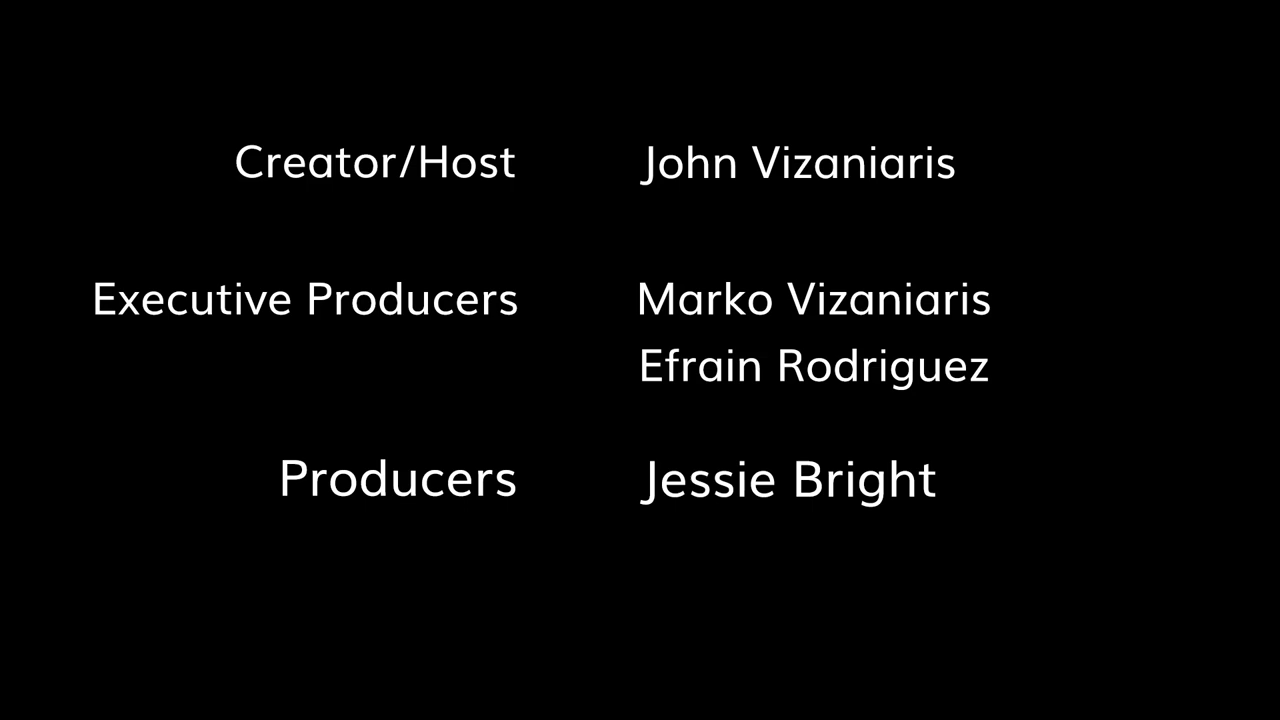 Creator/Host John Vizaniaris
Executive Producers Marko Vizaniaris
Efrain Rodriguez
Producers Jessie Bright